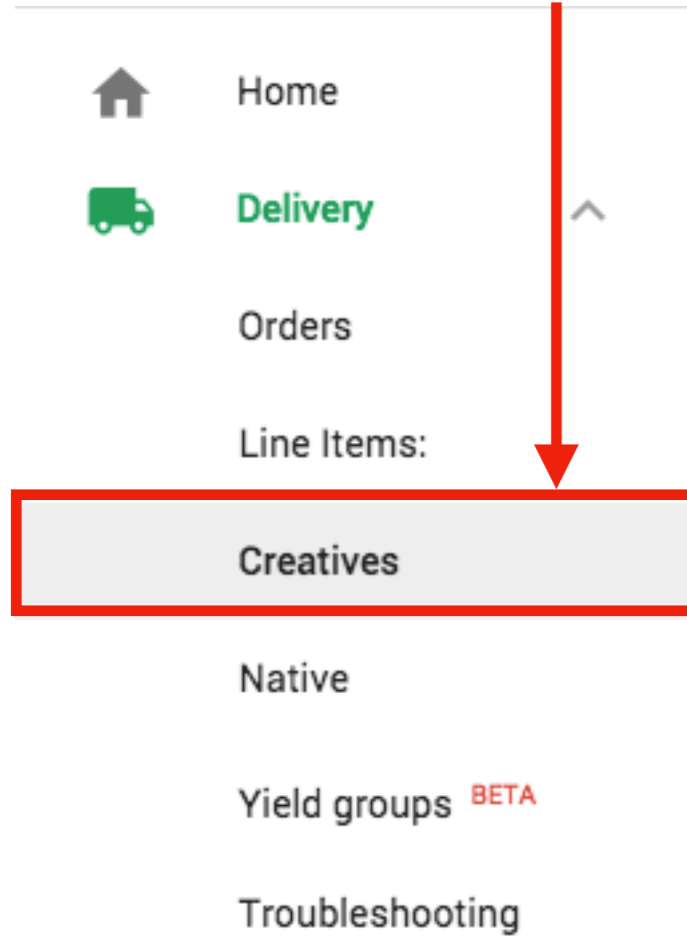 Home
Delivery
Orders
Line Items:
Creatives
Native
Yield groups BETA
Troubleshooting